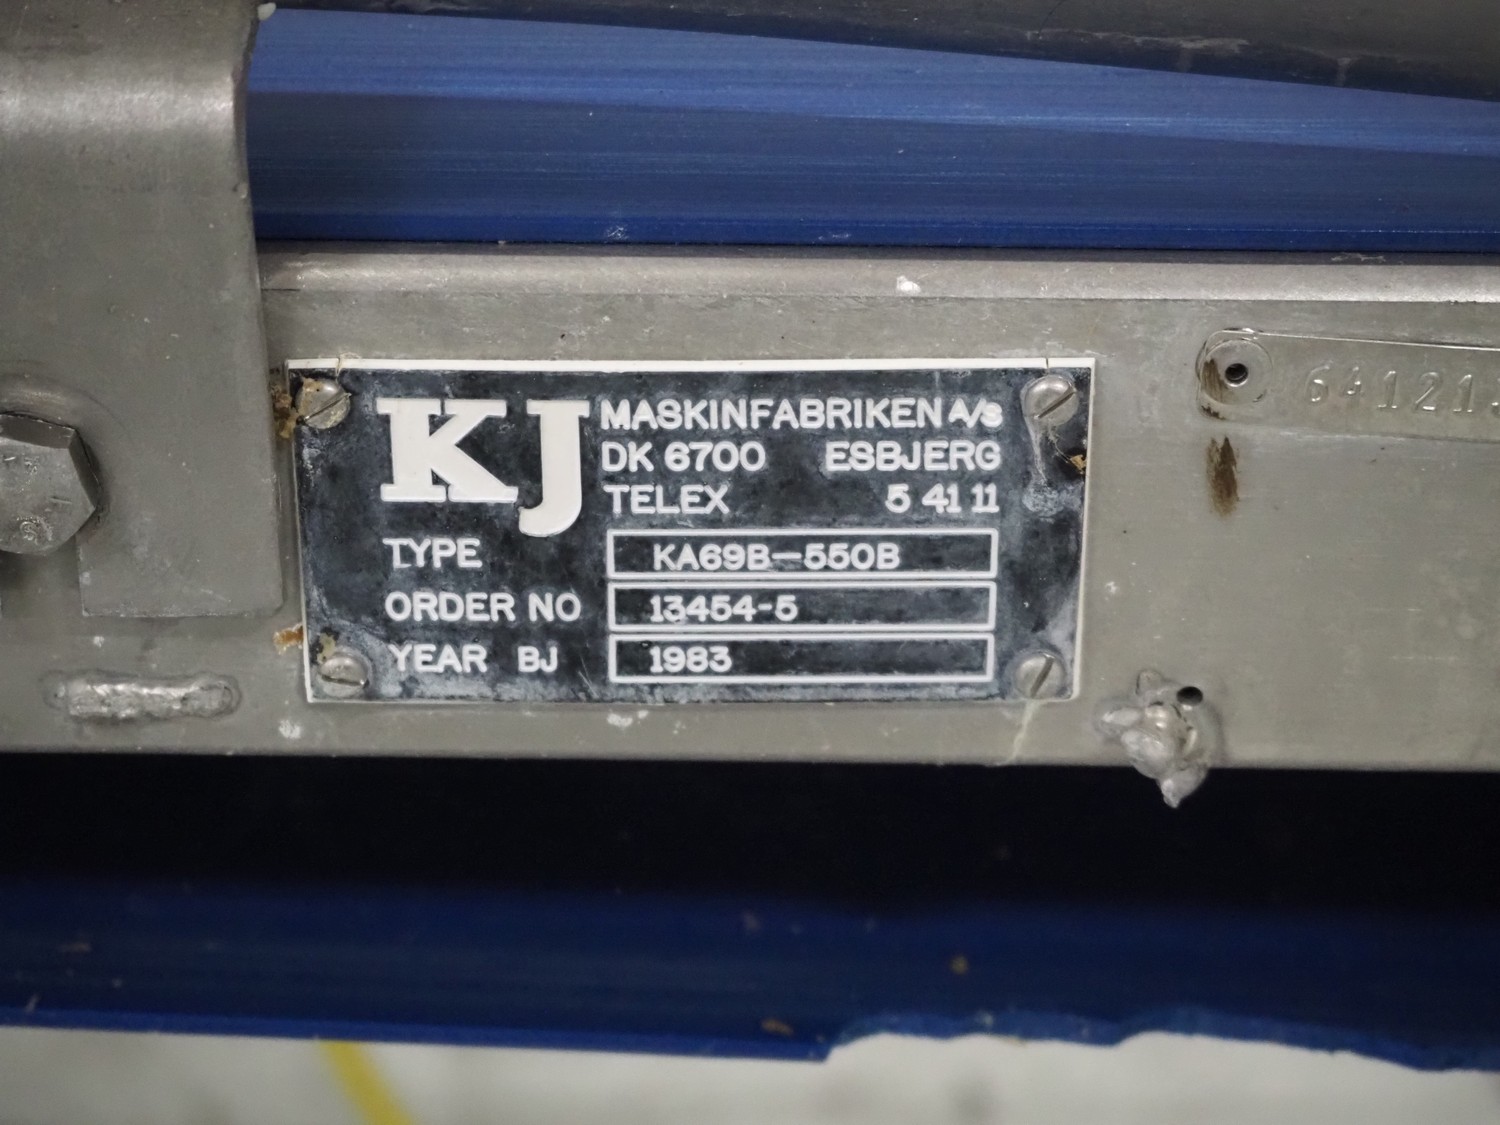 KJ MASKINFABRIKEN A/S
DK 6700 ESBJERG
TELEX 5 41 11
TYPE KA69B-550B
ORDER NO 13454-5
YEAR BJ 1983
641214